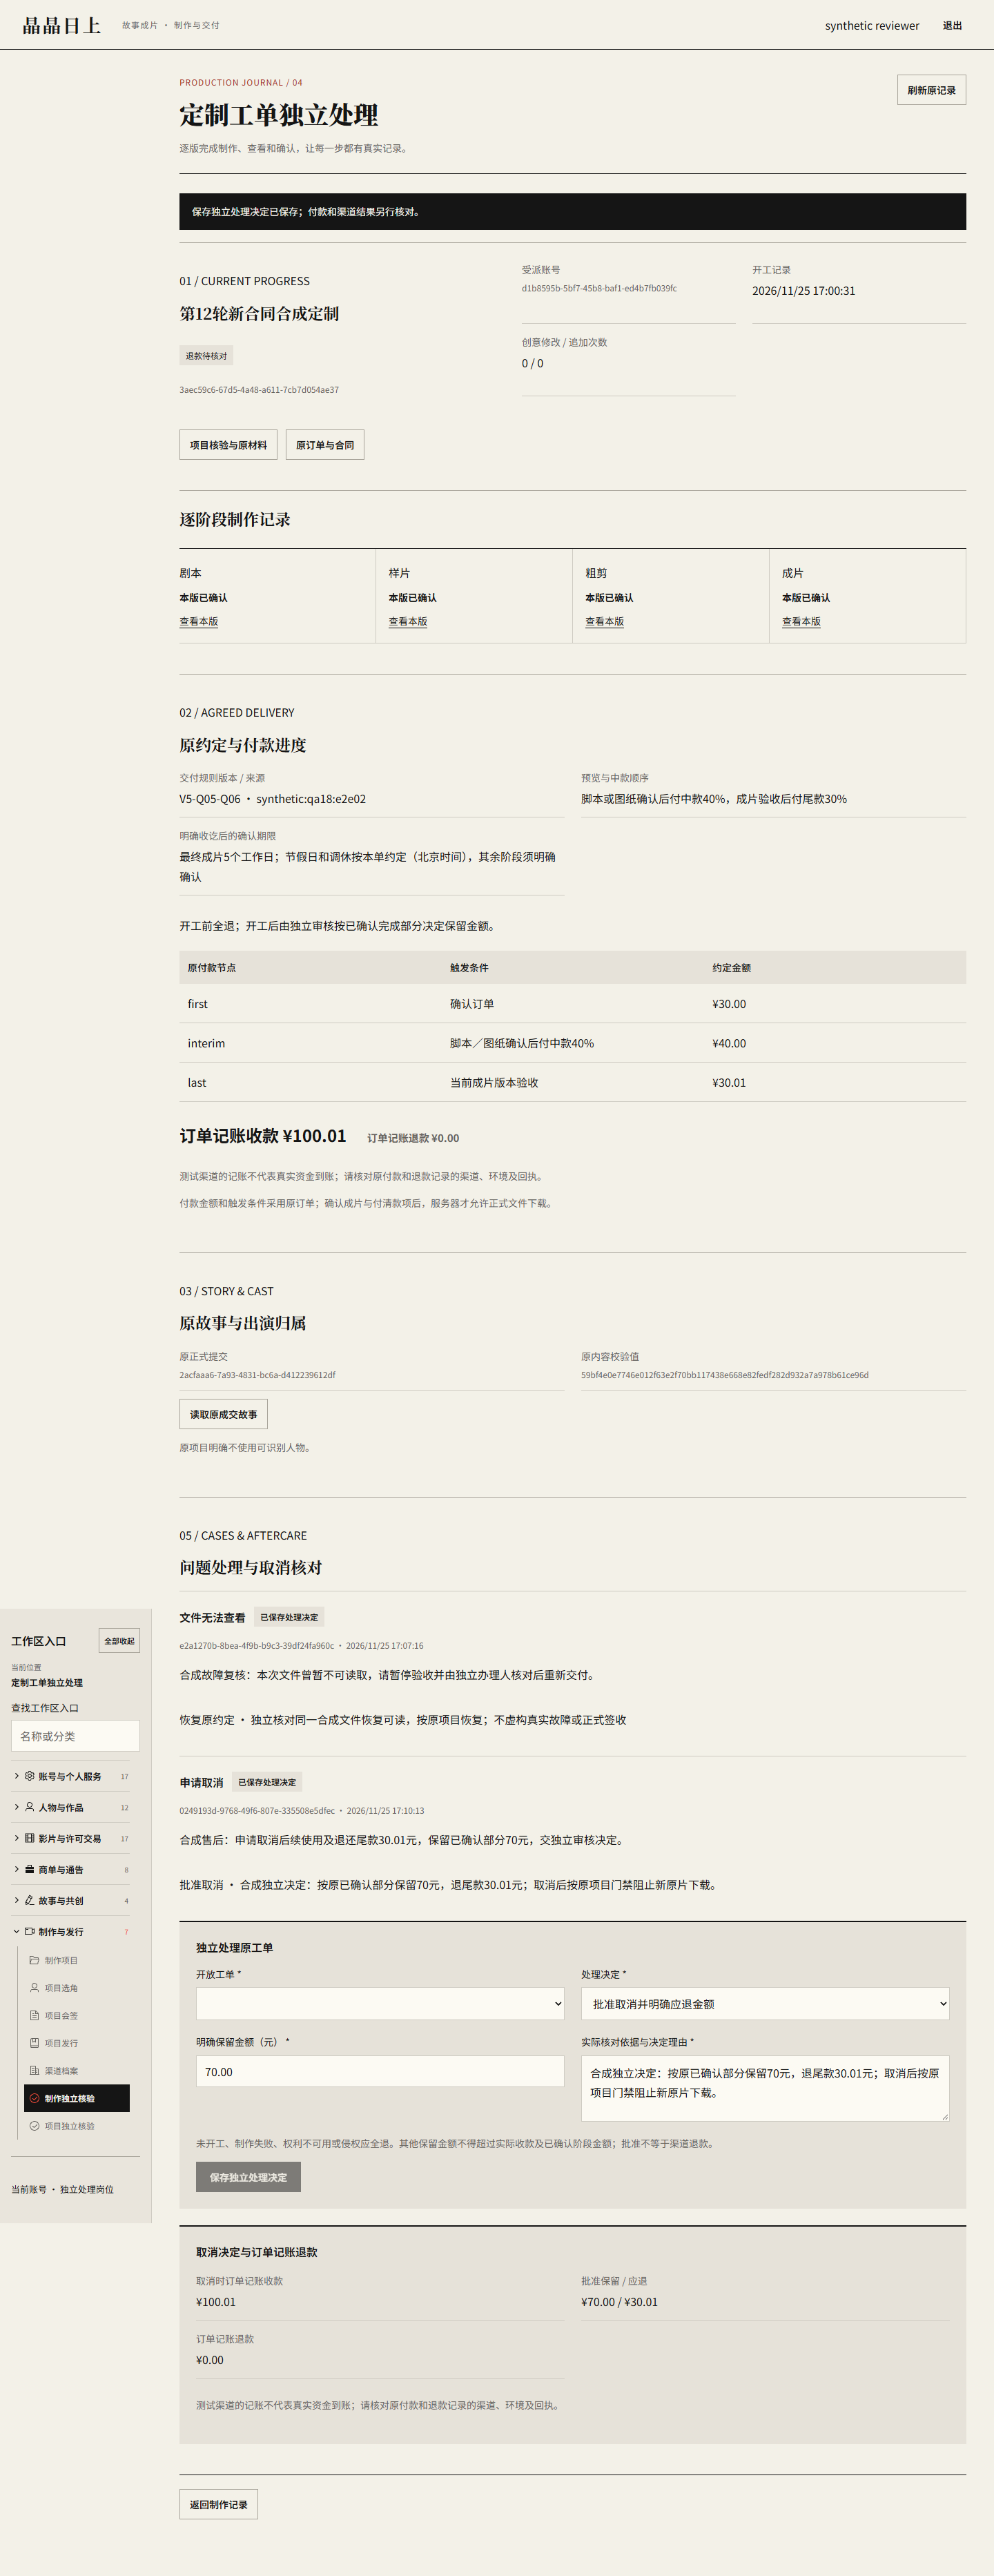 晶晶日上
故事成片 · 制作与交付
synthetic reviewer
退出
PRODUCTION JOURNAL / 04
定制工单独立处理
逐版完成制作、查看和确认，让每一步都有真实记录。
刷新原记录
保存独立处理决定已保存；付款和渠道结果另行核对。
01 / CURRENT PROGRESS
第12轮新合同合成定制
退款待核对
3aec59c6-67d5-4a48-a611-7cb7d054ae37
受派账号
d1b8595b-5bf7-45b8-baf1-ed4b7fb039fc
开工记录
2026/11/25 17:00:31
创意修改 / 追加次数
0 / 0
项目核验与原材料
原订单与合同
逐阶段制作记录
剧本
本版已确认
查看本版
样片
本版已确认
查看本版
粗剪
本版已确认
查看本版
成片
本版已确认
查看本版
02 / AGREED DELIVERY
原约定与付款进度
交付规则版本 / 来源
V5-Q05-Q06 · synthetic:qa18:e2e02
预览与中款顺序
脚本或图纸确认后付中款40%，成片验收后付尾款30%
明确收讫后的确认期限
最终成片5个工作日；节假日和调休按本单约定（北京时间），其余阶段须明确
确认
开工前全退；开工后由独立审核按已确认完成部分决定保留金额。
原付款节点 触发条件 约定金额
first 确认订单 ¥30.00
interim 脚本／图纸确认后付中款40% ¥40.00
last 当前成片版本验收 ¥30.01
订单记账收款 ¥100.01 订单记账退款 ¥0.00
测试渠道的记账不代表真实资金到账；请核对原付款和退款记录的渠道、环境及回执。
付款金额和触发条件采用原订单；确认成片与付清款项后，服务器才允许正式文件下载。
03 / STORY & CAST
原故事与出演归属
原正式提交
2acfaaa6-7a93-4831-bc6a-d412239612df
原内容校验值
59bf4e0e7746e012f63e2f70bb117438e668e82fedf282d932a7a978b61ce96d
读取原成交故事
原项目明确不使用可识别人物。
05 / CASES & AFTERCARE
问题处理与取消核对
文件无法查看 已保存处理决定
e2a1270b-8bea-4f9b-b9c3-39df24fa960c · 2026/11/25 17:07:16
合成故障复核：本次文件曾暂不可读取，请暂停验收并由独立办理人核对后重新交付。
恢复原约定 · 独立核对同一合成文件恢复可读，按原项目恢复；不虚构真实故障或正式签收
申请取消 已保存处理决定
0249193d-9768-49f6-807e-335508e5dfec · 2026/11/25 17:10:13
合成售后：申请取消后续使用及退还尾款30.01元，保留已确认部分70元，交独立审核决定。
批准取消 · 合成独立决定：按原已确认部分保留70元，退尾款30.01元；取消后按原项目门禁阻止新原片下载。
独立处理原工单
开放工单 *
处理决定 *
批准取消并明确应退金额
明确保留金额（元） *
70.00
实际核对依据与决定理由 *
合成独立决定：按原已确认部分保留70元，退尾款30.01元；取消后按原
项目门禁阻止新原片下载。
未开工、制作失败、权利不可用或侵权应全退。其他保留金额不得超过实际收款及已确认阶段金额；批准不等于渠道退款。
保存独立处理决定
取消决定与订单记账退款
取消时订单记账收款
¥100.01
批准保留 / 应退
¥70.00 / ¥30.01
订单记账退款
¥0.00
测试渠道的记账不代表真实资金到账；请核对原付款和退款记录的渠道、环境及回执。
返回制作记录
工作区入口
全部收起
当前位置
定制工单独立处理
查找工作区入口
名称或分类
账号与个人服务 17
人物与作品 12
影片与许可交易 17
商单与通告 8
故事与共创 4
制作与发行 7
制作项目
项目选角
项目会签
项目发行
渠道档案
制作独立核验
项目独立核验
当前账号 · 独立处理岗位